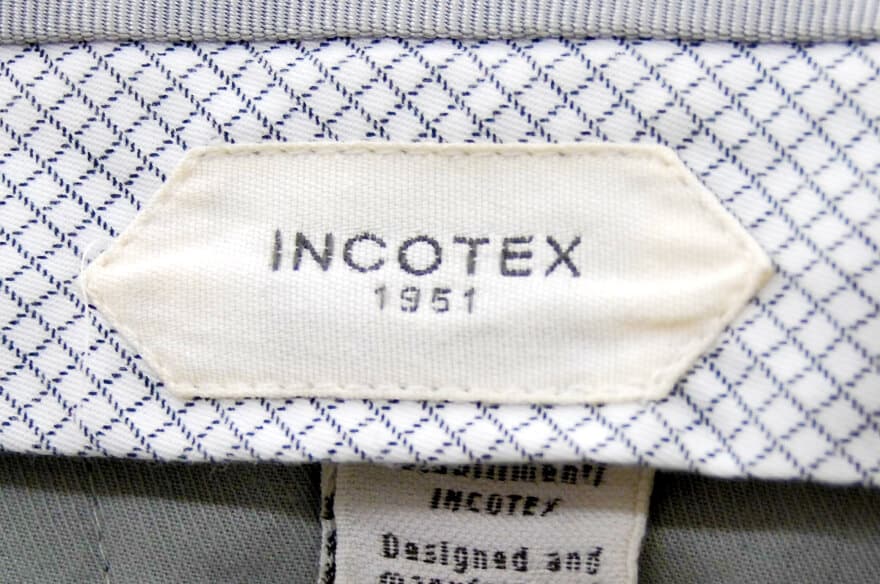 INCOTEX
1951
INCOTEX
Designed and